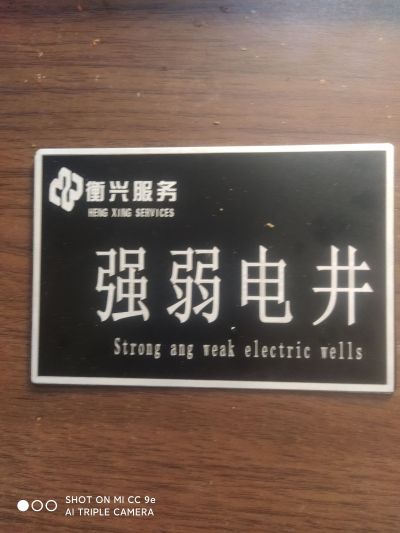 衡兴服务
HENG XING SERVICES
强弱电井
Strong ang weak electric wells
SHOT ON MI CC 9e
AI TRIPLE CAMERA